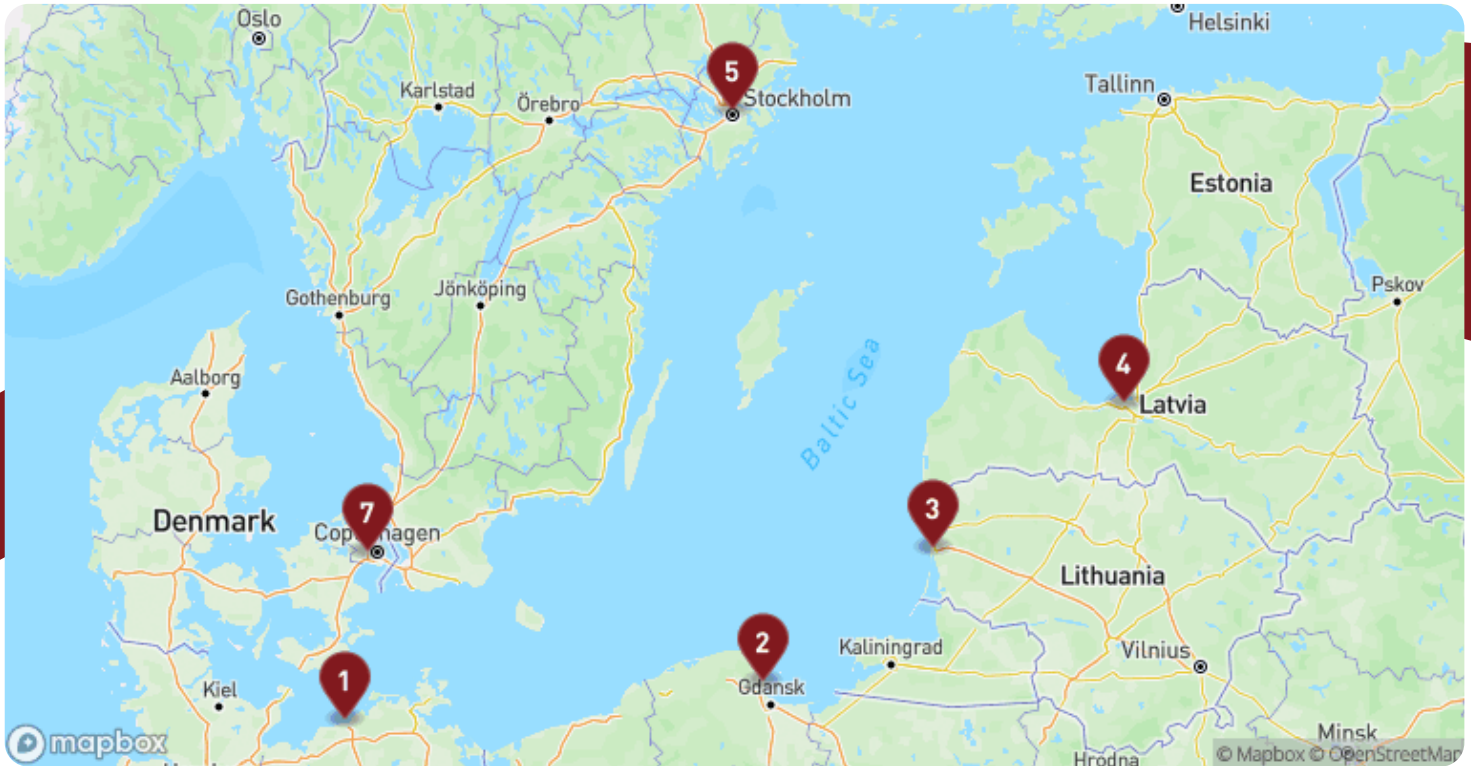 Oslo
Helsinki
5
Karlstad
Örebro
Stockholm
Tallinn
Estonia
Gothenburg
Jönköping
Pskov
Aalborg
Baltic Sea
4
Latvia
7
Copenhagen
Denmark
3
Lithuania
2
Kaliningrad
Vilnius
1
Kiel
Gdansk
Minsk
mapbox
© Mapbox © OpenStreetMap
Hrodna